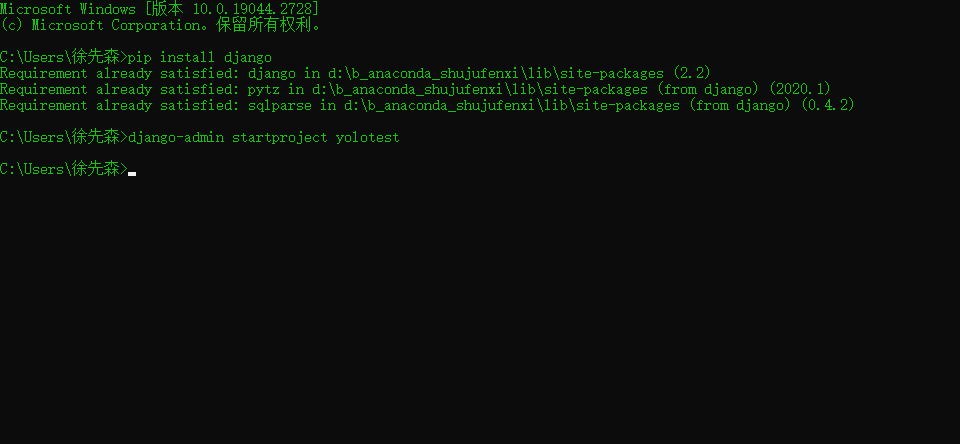 Microsoft Windows [版本 10.0.19044.2728]
(c) Microsoft Corporation。保留所有权利。
C:\Users\徐先森>pip install django
Requirement already satisfied: django in d:\b_anaconda_shujufenxi\lib\site-packages (2.2)
Requirement already satisfied: pytz in d:\b_anaconda_shujufenxi\lib\site-packages (from django) (2020.1)
Requirement already satisfied: sqlparse in d:\b_anaconda_shujufenxi\lib\site-packages (from django) (0.4.2)
C:\Users\徐先森>django-admin startproject yolotest
C:\Users\徐先森>